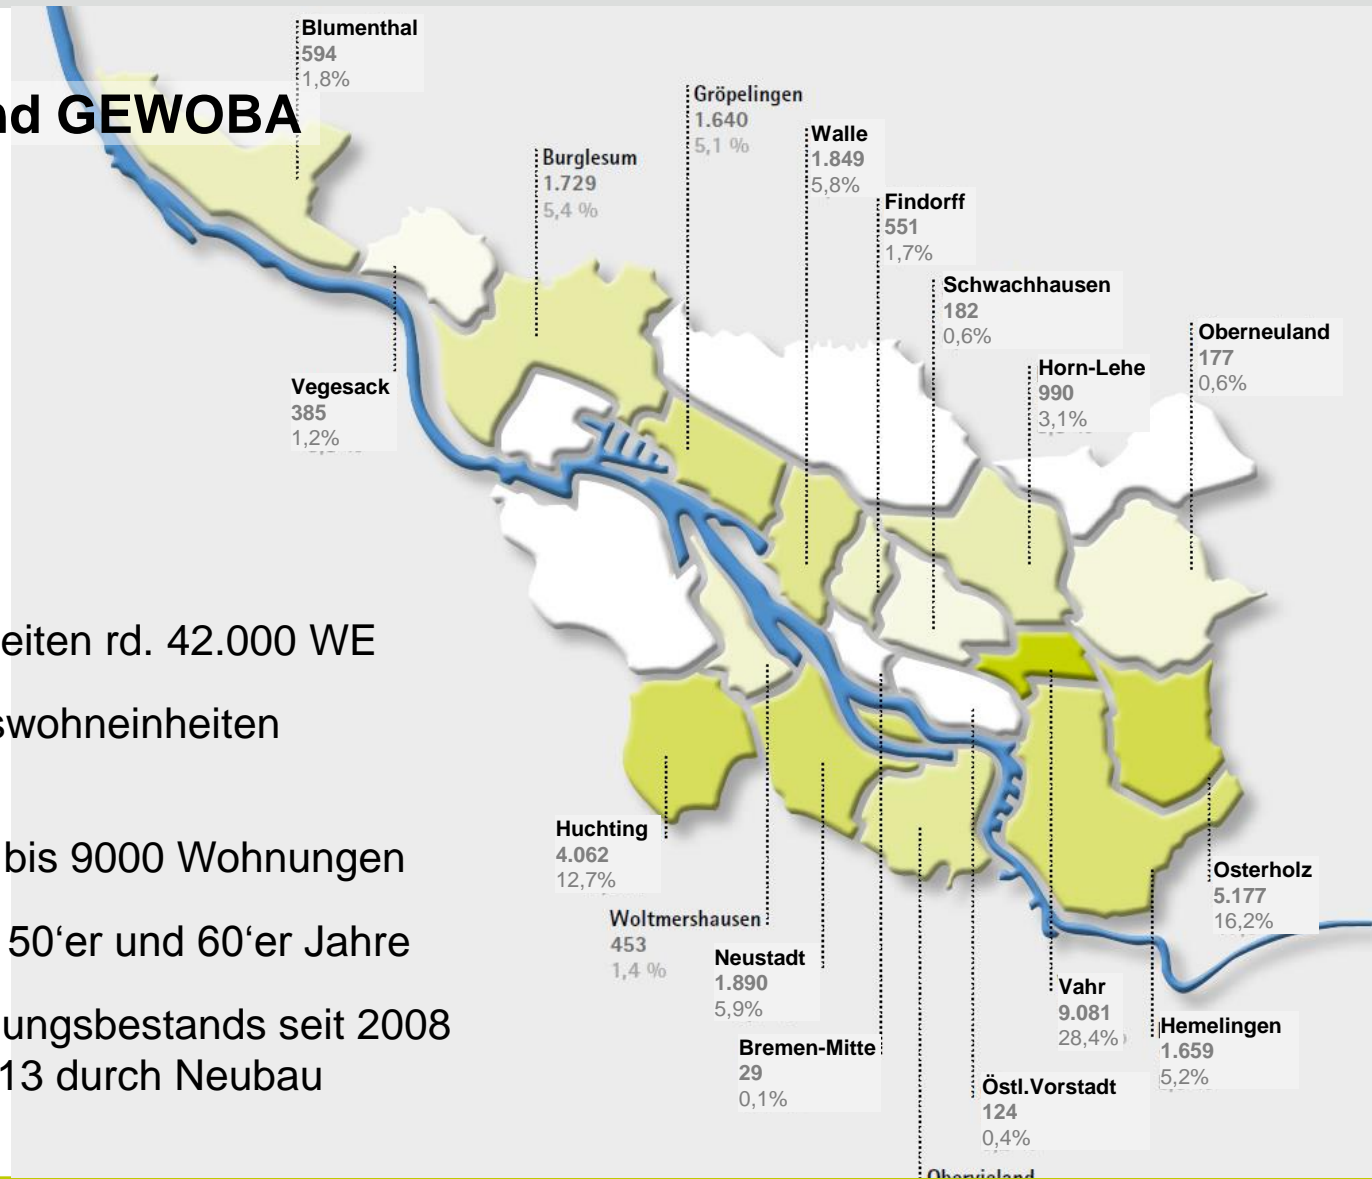 Blumenthal
594
1,8%
nd GEWOBA
Gröpelingen
1.640
5,1 %
Walle
1.849
5,8%
Burglesum
1.729
5,4 %
Findorff
551
1,7%
Schwachhausen
182
0,6%
Oberneuland
177
0,6%
Horn-Lehe
990
3,1%
Vegesack
385
1,2%
eiten rd. 42.000 WE
swohneinheiten
bis 9000 Wohnungen
50‘er und 60‘er Jahre
ungsbestands seit 2008
13 durch Neubau
Huchting
4.062
12,7%
Osterholz
5.177
16,2%
Woltmershausen
453
1,4 %
Neustadt
1.890
5,9%
Vahr
9.081
28,4%
Hemelingen
1.659
5,2%
Bremen-Mitte
29
0,1%
Östl.Vorstadt
124
0,4%
Obervieland